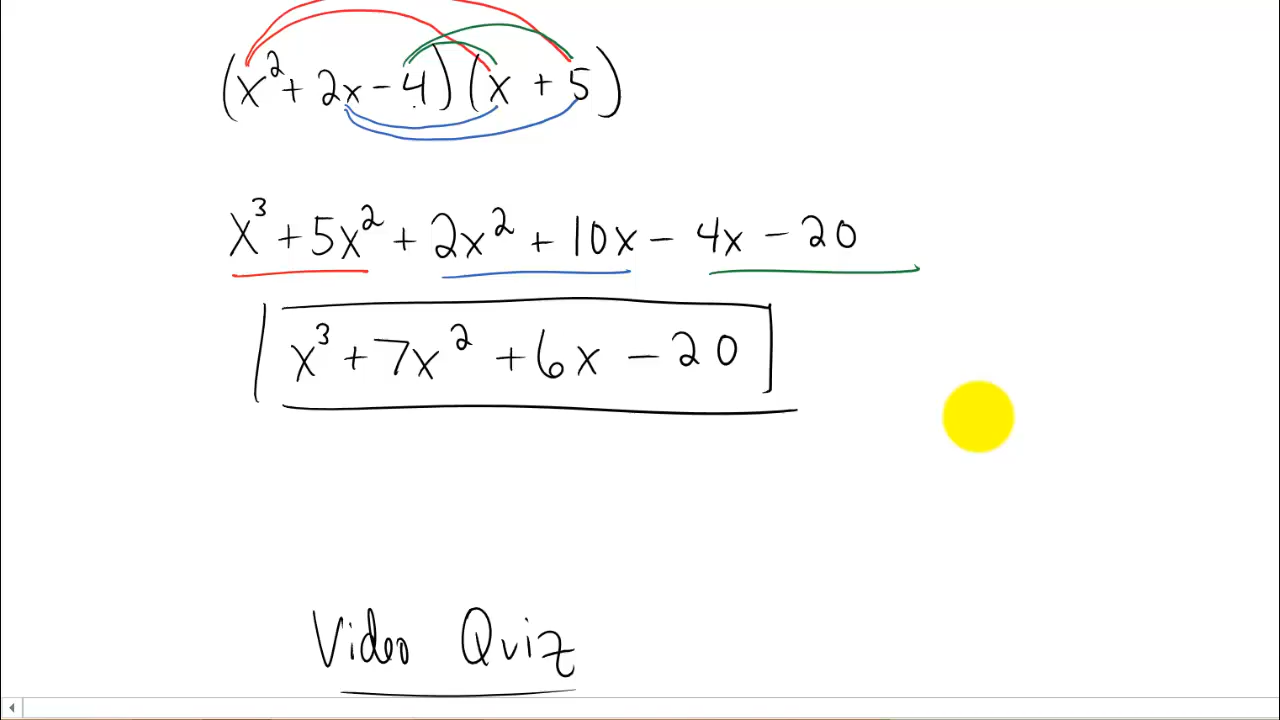 (x² + 2x - 4)(x + 5)
x³ + 5x² + 2x² + 10x - 4x - 20
x³ + 7x² + 6x - 20
Video Quiz